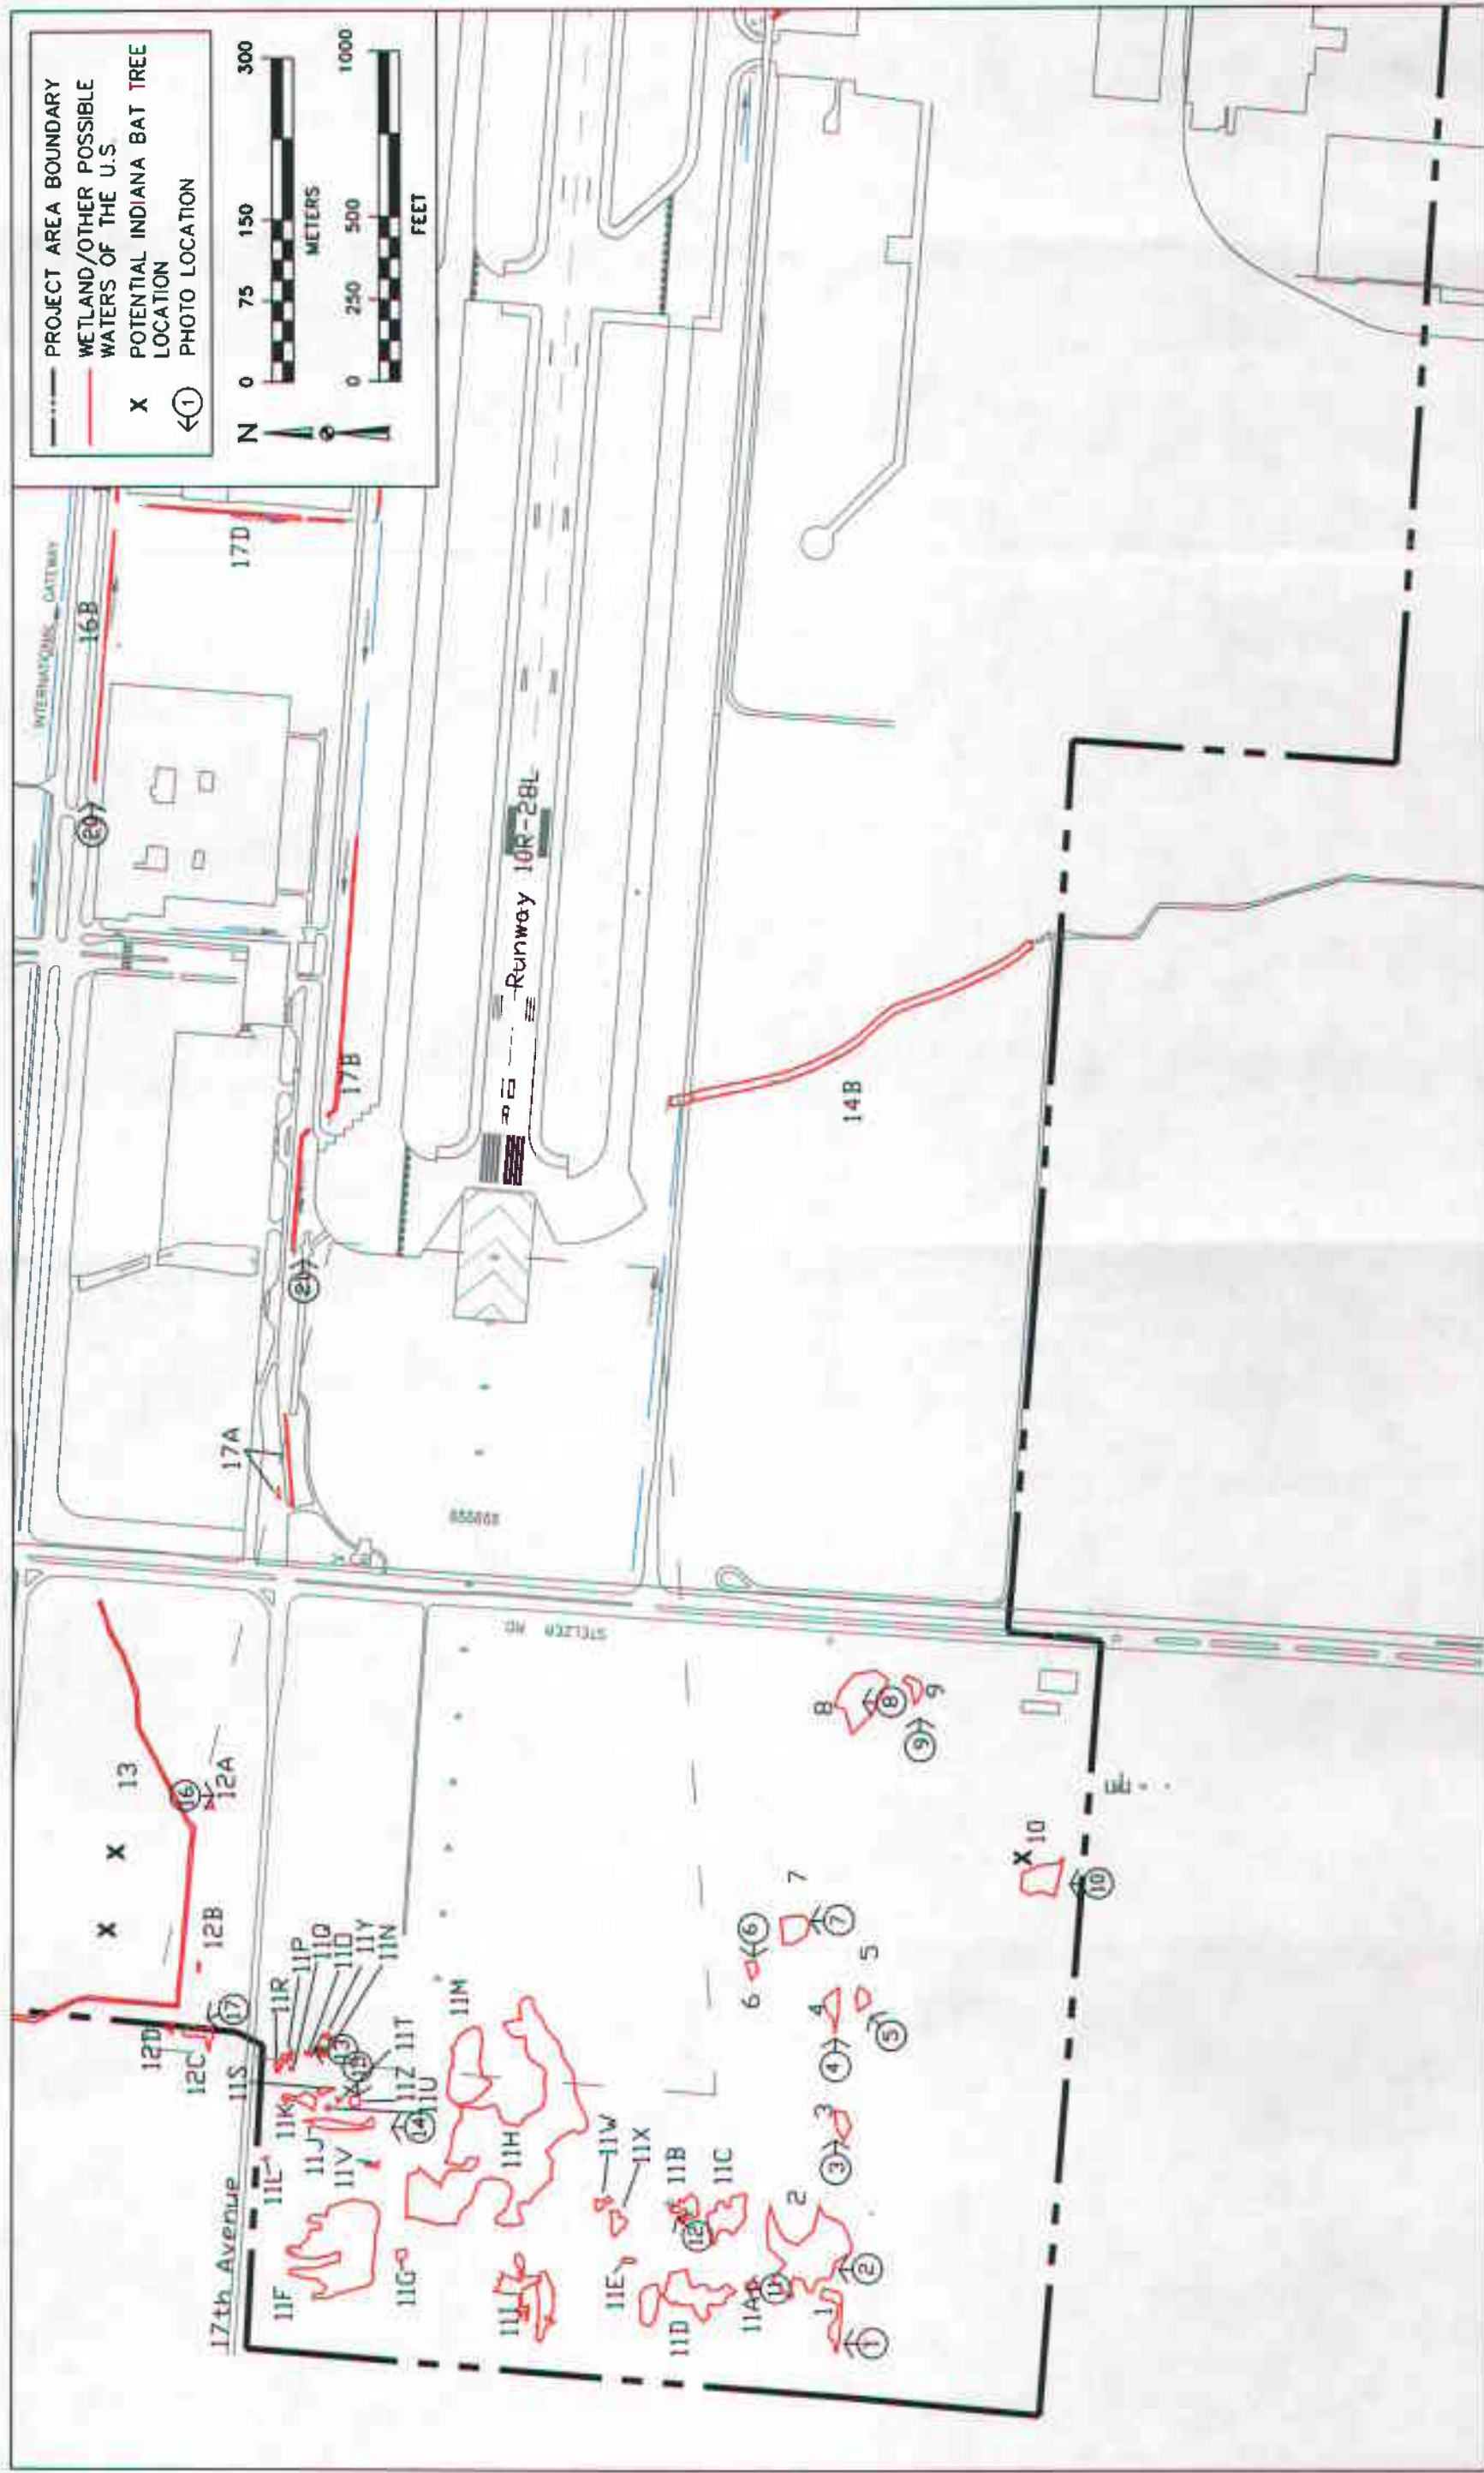 PROJECT AREA BOUNDARY
WETLAND/OTHER POSSIBLE
WATERS OF THE U.S.
X POTENTIAL INDIANA BAT TREE
LOCATION
1 PHOTO LOCATION
N
0 75 150 300
METERS
0 250 500 1000
FEET
INTERNATIONAL GATEWAY
16B
17D
20
17B
21
17A
Runway 10R-28L
14B
STELZER RD
17th Avenue
13
X
X
16
12A
12B
17
12D
12C
11R
11P
11Q
11O
11Y
11N
13
11T
11Z
11U
14
X
11S
11K
11J
11V
11L
11F
11G
11M
11H
11I
11W
11X
11E
11B
11C
12
11D
11A
11
1
1
2
2
3
3
4
4
5
5
6
6
7
7
8
8
9
9
X
10
10